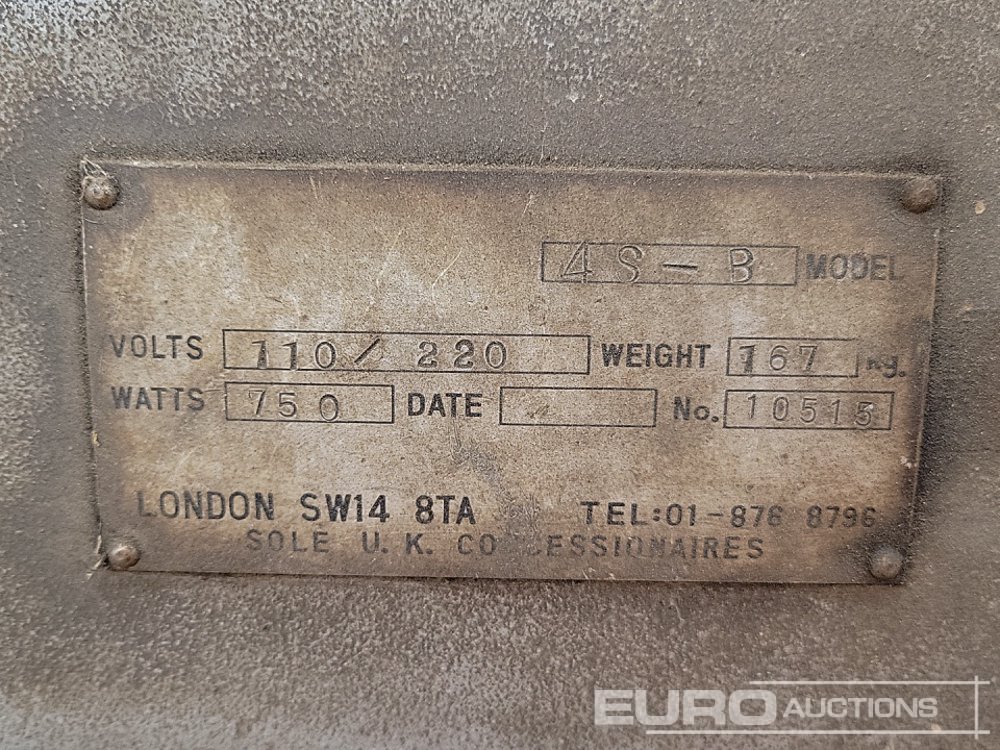 4S-B MODEL
VOLTS 110/220 WEIGHT 167 Kg.
WATTS 750 DATE No. 10515
LONDON SW14 8TA TEL:01-876 8796
SOLE U.K. CONCESSIONAIRES
EURO AUCTIONS